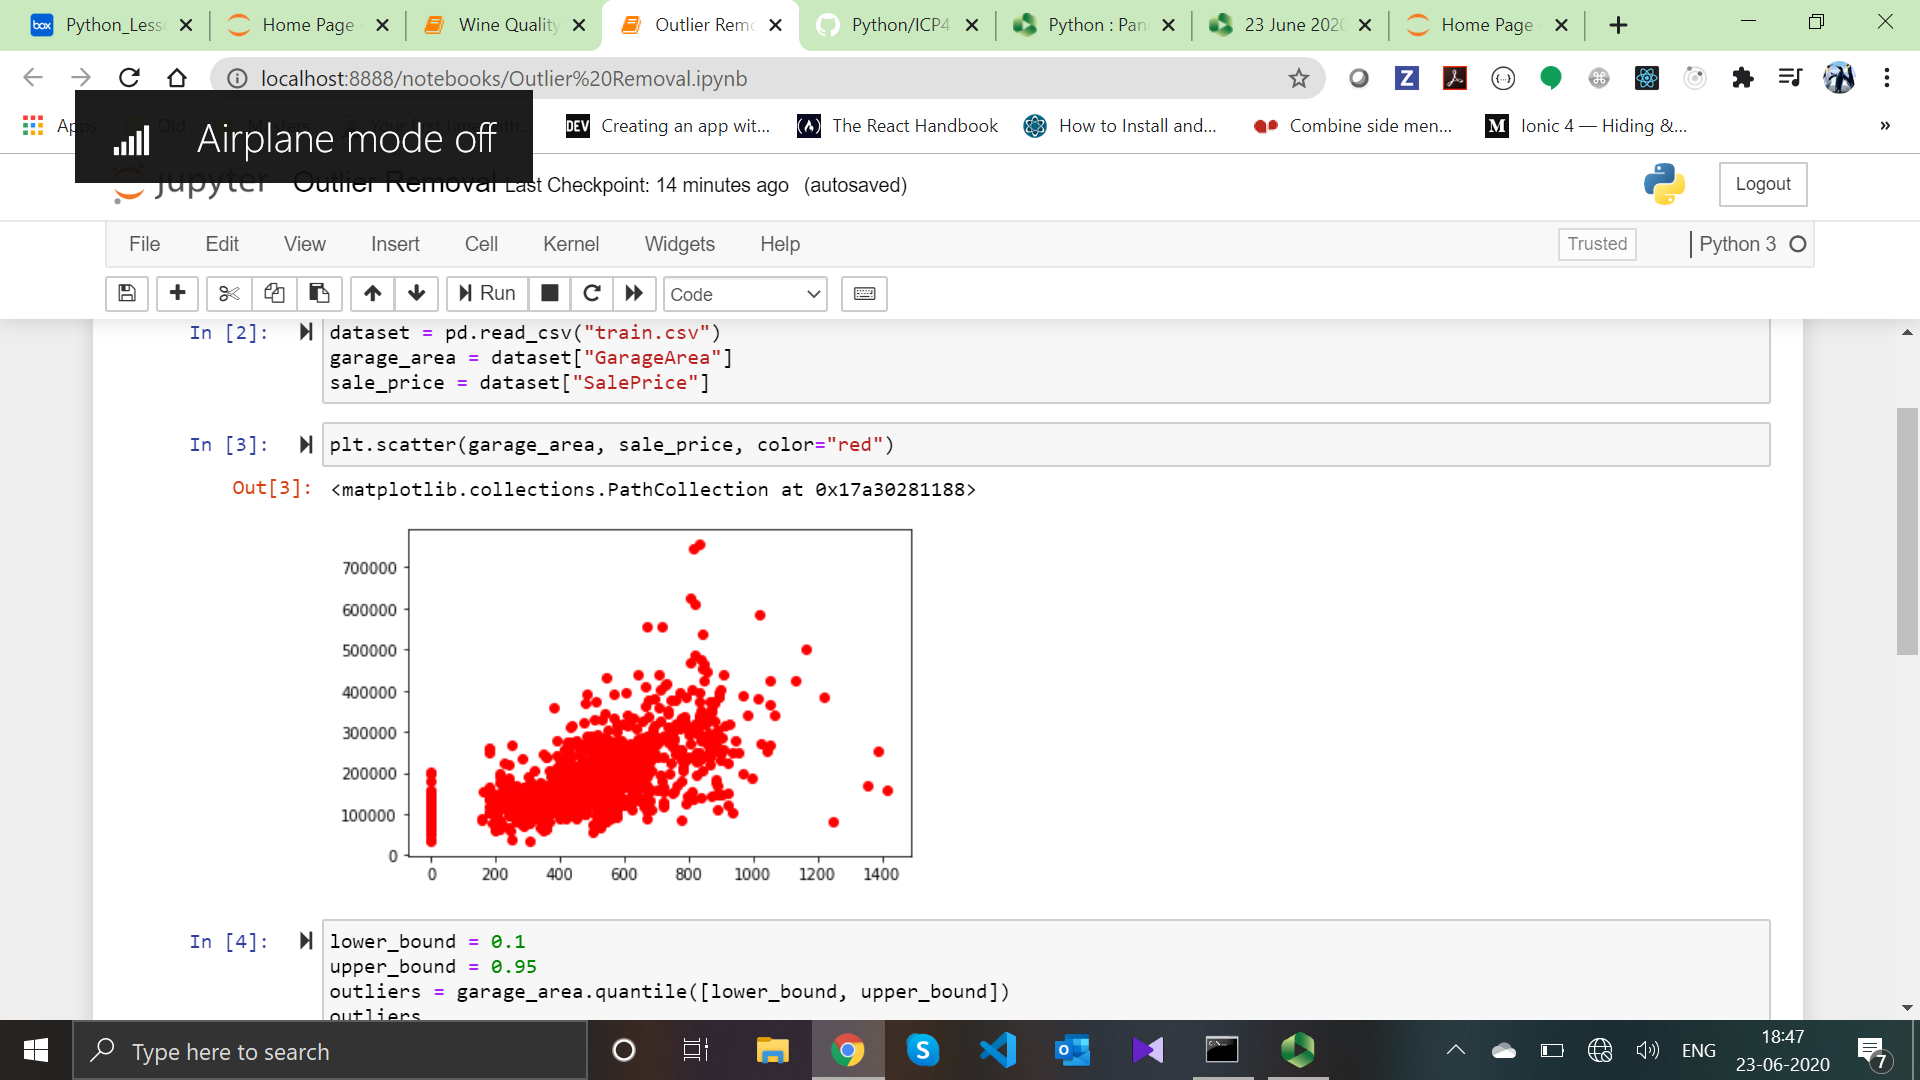 box Python_Less
Home Page
Wine Quality
Outlier Remo
Python/ICP4
Python : Pan
23 June 2020
Home Page
localhost:8888/notebooks/Outlier%20Removal.ipynb
Apps
Old
DEV Creating an app wit...
(A) The React Handbook
How to Install and...
Combine side men...
M Ionic 4 — Hiding &...
»
Airplane mode off
jupyter Outlier Removal Last Checkpoint: 14 minutes ago (autosaved)
Logout
File Edit View Insert Cell Kernel Widgets Help
Trusted
Python 3
Run
Code
In [2]: dataset = pd.read_csv("train.csv")
garage_area = dataset["GarageArea"]
sale_price = dataset["SalePrice"]
In [3]: plt.scatter(garage_area, sale_price, color="red")
Out[3]: <matplotlib.collections.PathCollection at 0x17a30281188>
700000
600000
500000
400000
300000
200000
100000
0
0 200 400 600 800 1000 1200 1400
In [4]: lower_bound = 0.1
upper_bound = 0.95
outliers = garage_area.quantile([lower_bound, upper_bound])
outliers
Type here to search
ENG
18:47
23-06-2020
7